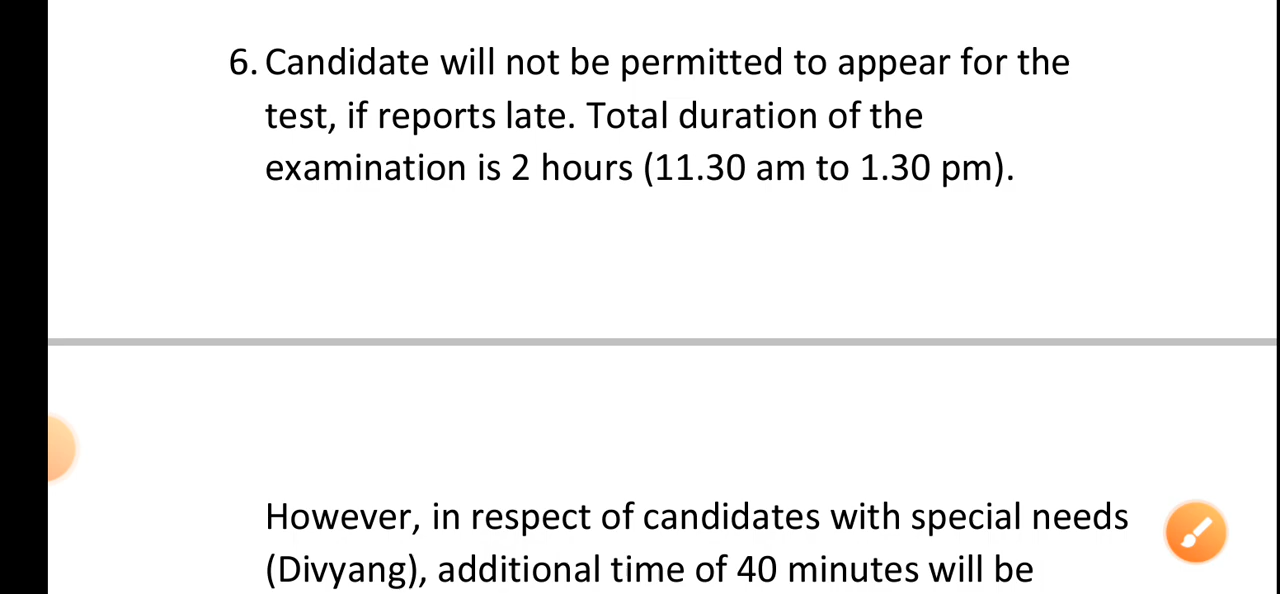 6. Candidate will not be permitted to appear for the
test, if reports late. Total duration of the
examination is 2 hours (11.30 am to 1.30 pm).
However, in respect of candidates with special needs
(Divyang), additional time of 40 minutes will be